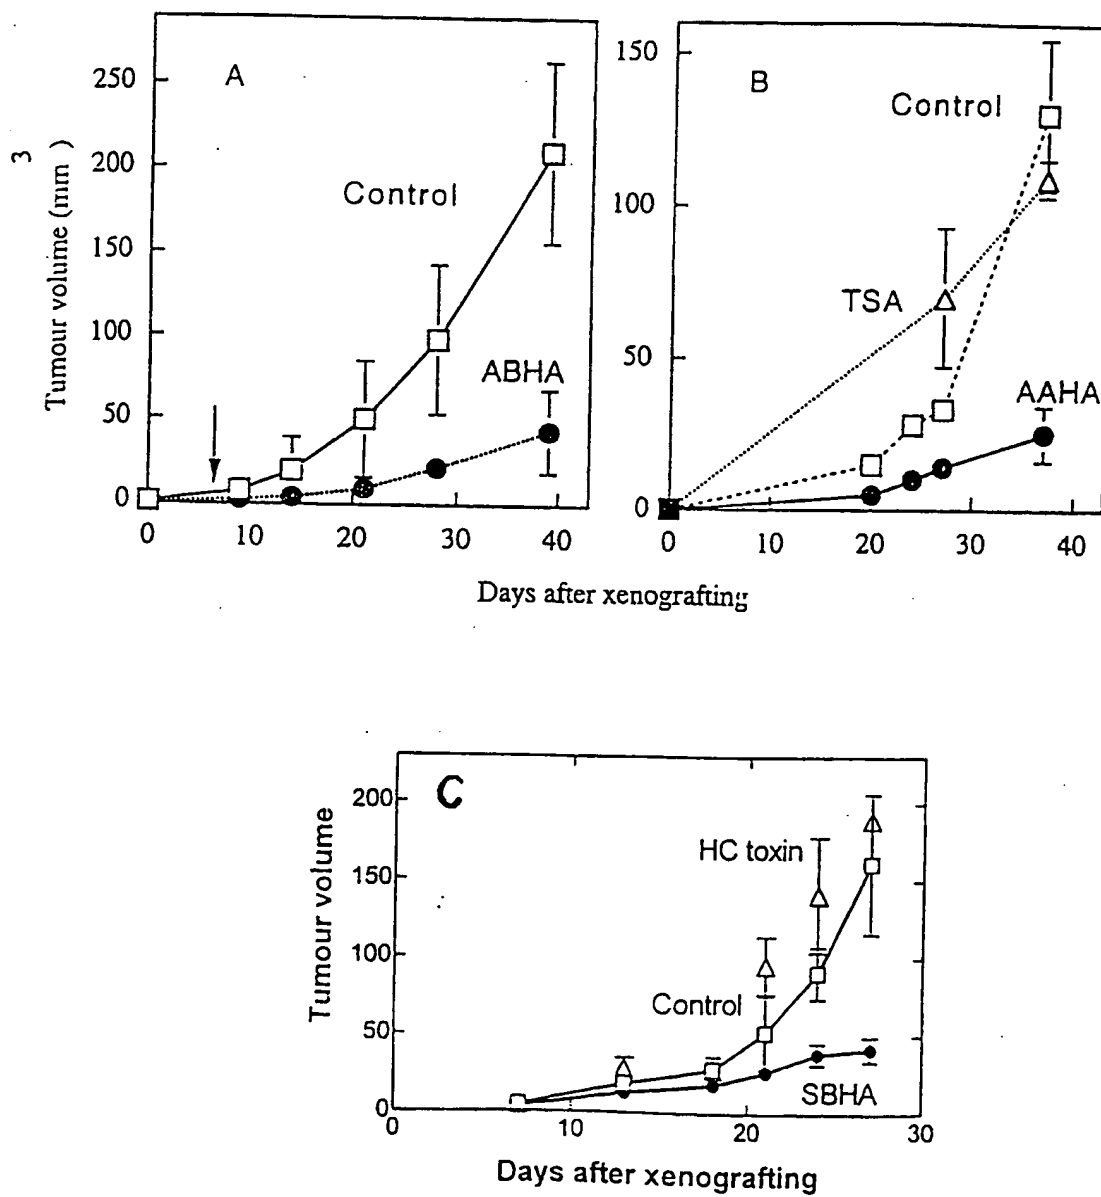 A
250
200
150
100
50
0
Tumour volume (mm 3 )
Control
ABHA
0 10 20 30 40
B
150
100
50
0
Control
TSA
AAHA
0 10 20 30 40
Days after xenografting
C
200
150
100
50
0
Tumour volume
HC toxin
Control
SBHA
0 10 20 30
Days after xenografting